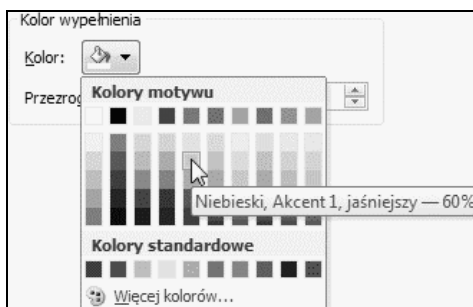 Kolor wypełnienia
Kolor:
Kolory motywu
Przezroc
Niebieski, Akcent 1, jaśniejszy — 60%
Kolory standardowe
Więcej kolorów...